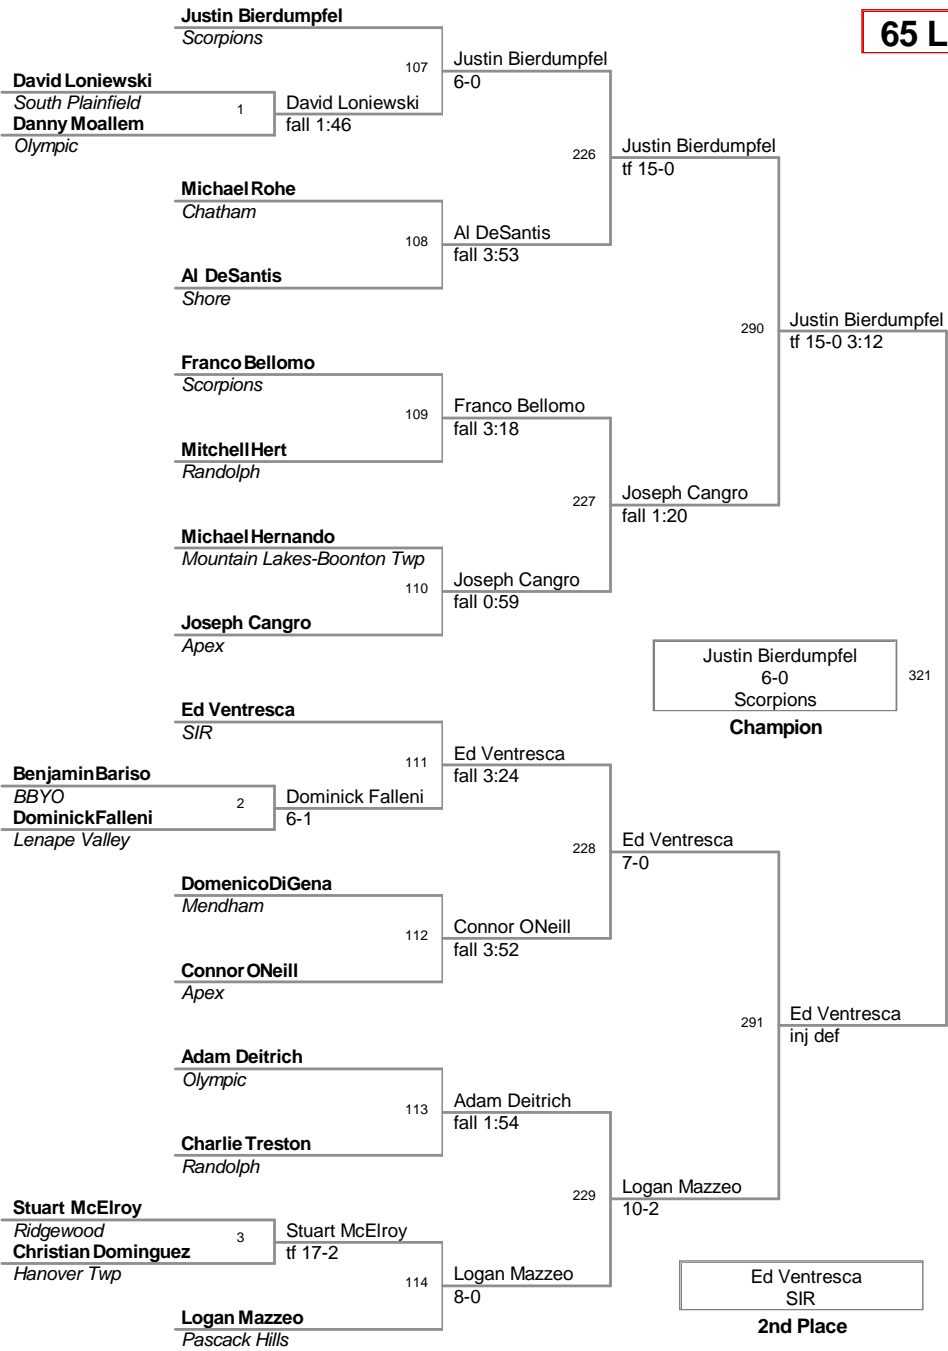 Justin Bierdumpfel
Scorpions
65 L
107
Justin Bierdumpfel
6-0
David Loniewski
South Plainfield
1
David Loniewski
fall 1:46
Danny Moallem
Olympic
226
Justin Bierdumpfel
tf 15-0
Michael Rohe
Chatham
108
Al DeSantis
fall 3:53
Al DeSantis
Shore
290
Justin Bierdumpfel
tf 15-0 3:12
Franco Bellomo
Scorpions
109
Franco Bellomo
fall 3:18
Mitchell Hert
Randolph
227
Joseph Cangro
fall 1:20
Michael Hernando
Mountain Lakes-Boonton Twp
110
Joseph Cangro
fall 0:59
Joseph Cangro
Apex
Justin Bierdumpfel
6-0
Scorpions
321
Champion
Ed Ventresca
SIR
111
Ed Ventresca
fall 3:24
Benjamin Bariso
BBYO
2
Dominick Falleni
6-1
Dominick Falleni
Lenape Valley
228
Ed Ventresca
7-0
Domenico DiGena
Mendham
112
Connor ONeill
fall 3:52
Connor ONeill
Apex
291
Ed Ventresca
inj def
Adam Deitrich
Olympic
113
Adam Deitrich
fall 1:54
Charlie Treston
Randolph
229
Logan Mazzeo
10-2
Stuart McElroy
Ridgewood
3
Stuart McElroy
tf 17-2
Christian Dominguez
Hanover Twp
114
Logan Mazzeo
8-0
Logan Mazzeo
Pascack Hills
Ed Ventresca
SIR
2nd Place